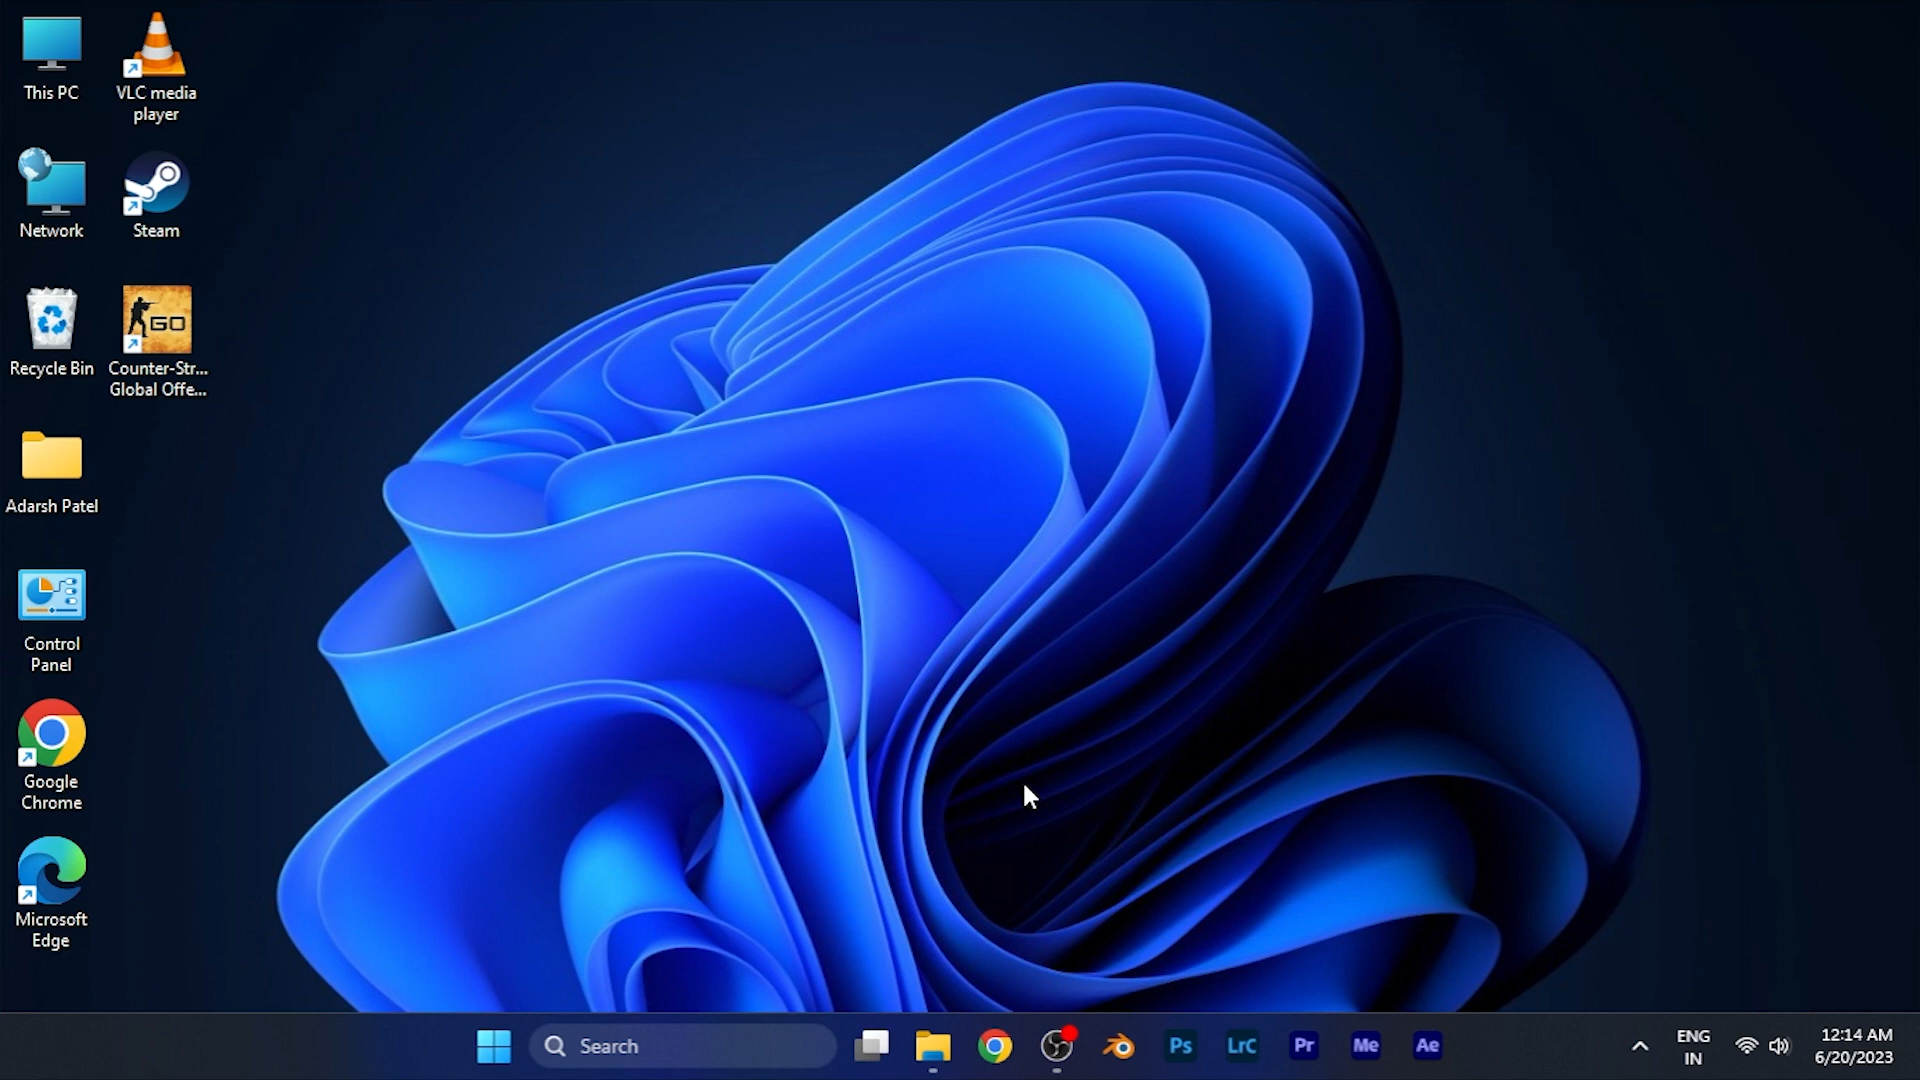 This PC
VLC media
player
Network
Steam
Recycle Bin
GO
Counter-Str...
Global Offe...
Adarsh Patel
Control
Panel
Google
Chrome
Microsoft
Edge
Search
Ps
LrC
Pr
Me
Ae
ENG
IN
12:14 AM
6/20/2023